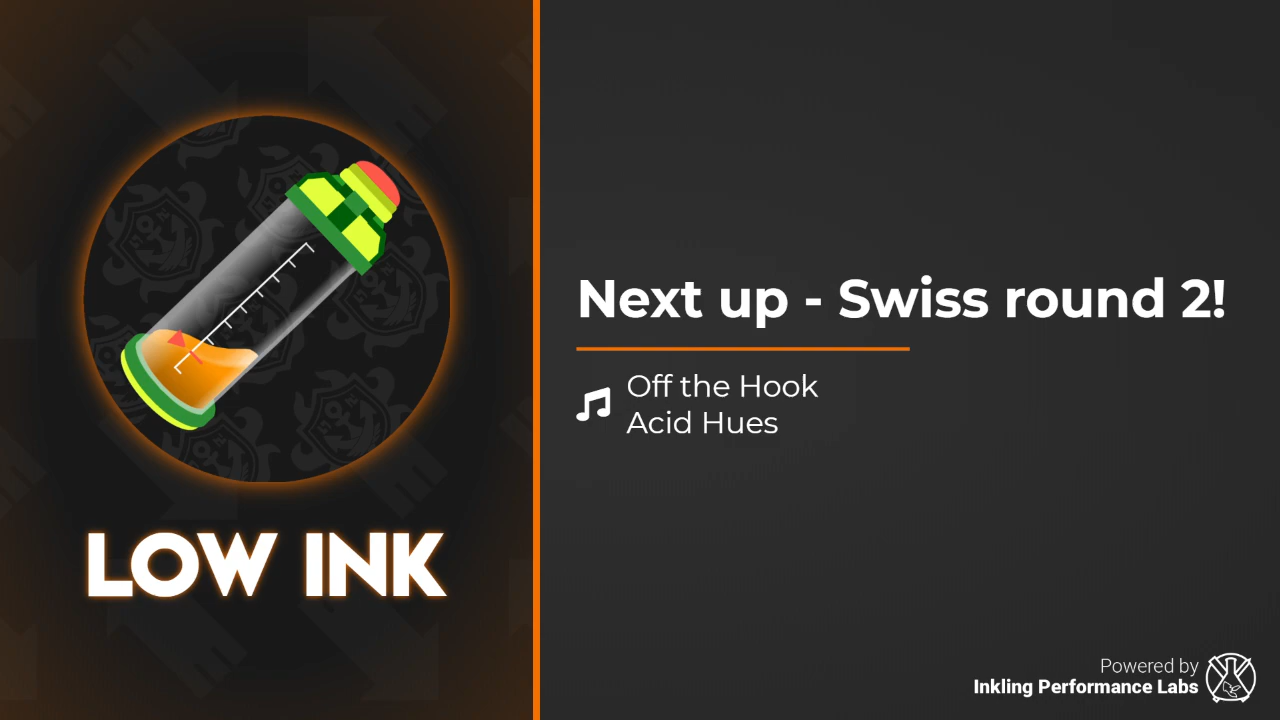 LOW INK
Next up - Swiss round 2!
Off the Hook
Acid Hues
Powered by
Inkling Performance Labs